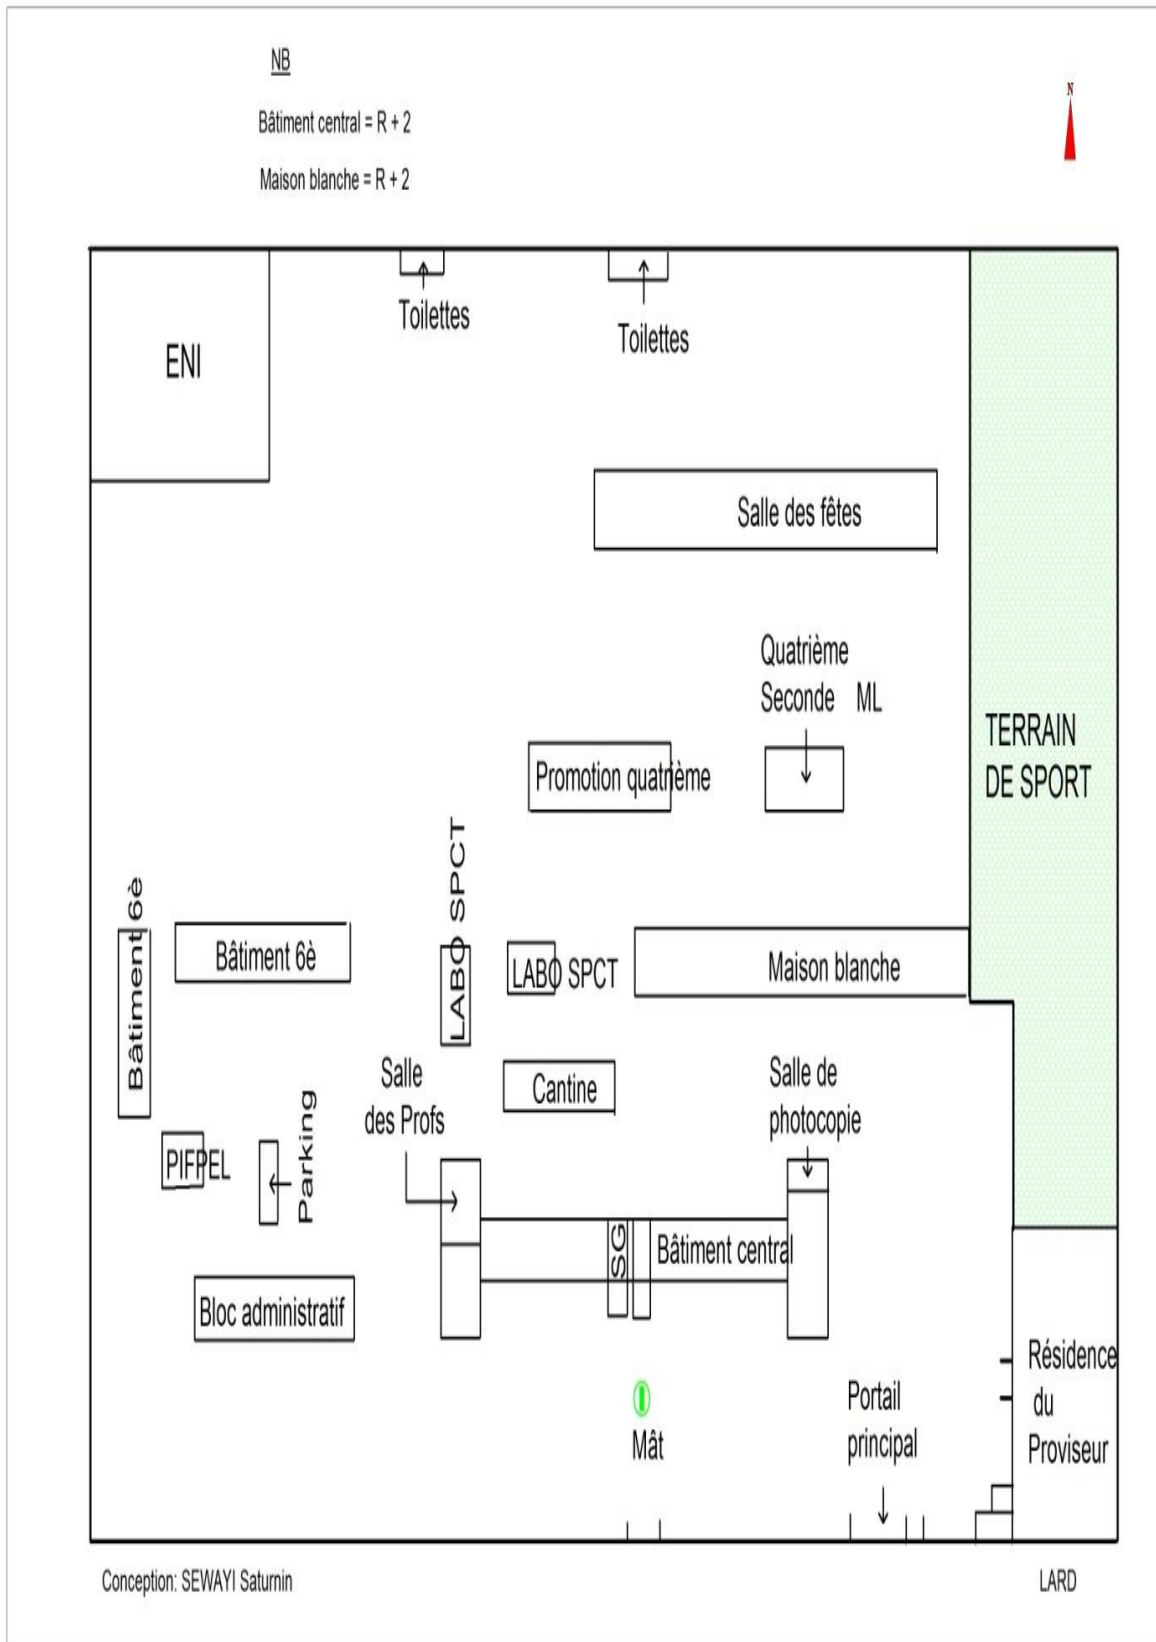 NB
N
Bâtiment central = R + 2
Maison blanche = R + 2
Toilettes
Toilettes
ENI
Salle des fêtes
Quatrième
Seconde ML
TERRAIN
DE SPORT
Promotion quatrième
LABO SPCT
Bâtiment 6è
Bâtiment 6è
LABO SPCT
Maison blanche
Salle
des Profs
Cantine
Salle de
photocopie
Parking
PIFPEL
SG
Bâtiment central
Bloc administratif
Résidence
du
Proviseur
Portail
principal
Mât
Conception: SEWAYI Saturnin
LARD